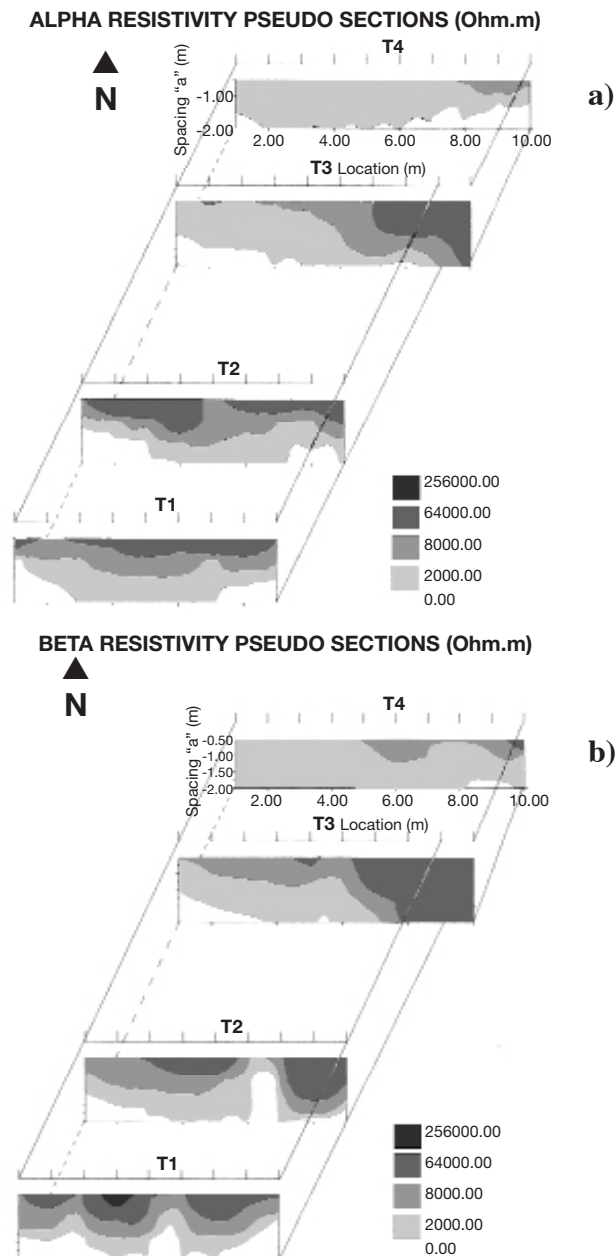 ALPHA RESISTIVITY PSEUDO SECTIONS (Ohm.m)
N
T4
a)
Spacing “a” (m)
-1.00
-2.00
2.00 4.00 6.00 8.00 10.00
T3 Location (m)
T2
T1
256000.00
64000.00
8000.00
2000.00
0.00
BETA RESISTIVITY PSEUDO SECTIONS (Ohm.m)
N
T4
b)
Spacing “a” (m)
-0.50
-1.00
-1.50
-2.00
2.00 4.00 6.00 8.00 10.00
T3 Location (m)
T2
T1
256000.00
64000.00
8000.00
2000.00
0.00